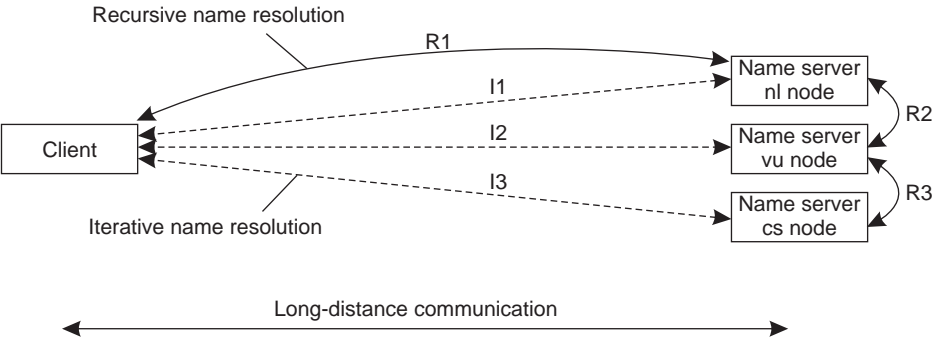 Recursive name resolution
R1
Name server
nl node
I1
R2
Client
I2
Name server
vu node
I3
R3
Name server
cs node
Iterative name resolution
Long-distance communication